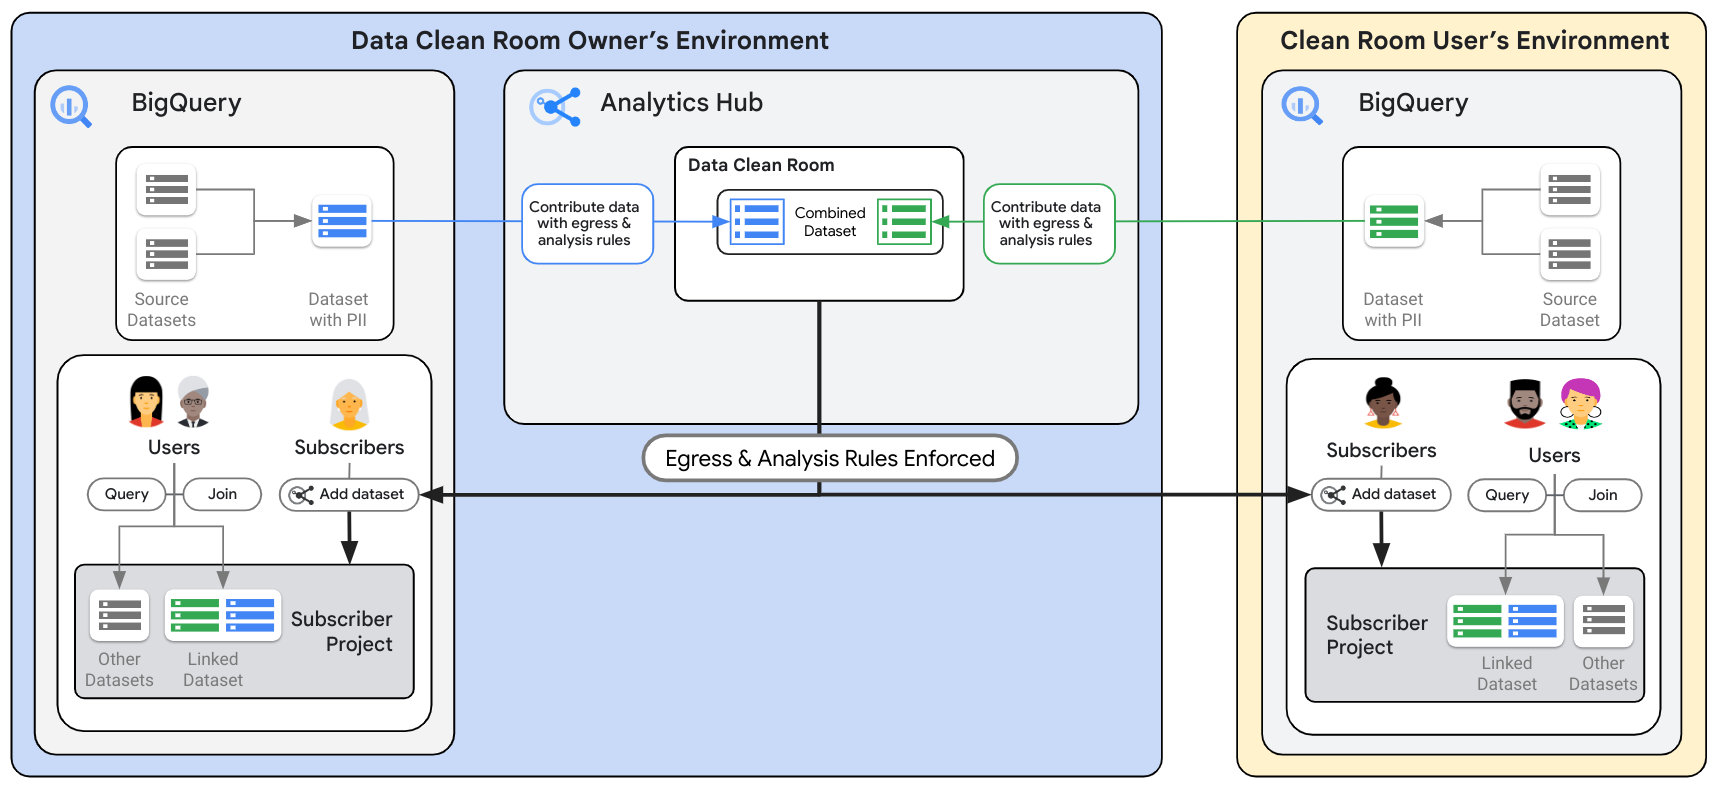 Data Clean Room Owner's Environment
BigQuery
Source
Datasets
Dataset
with PII
Users
Query
Join
Subscribers
Add dataset
Other
Datasets
Linked
Dataset
Subscriber
Project
Analytics Hub
Contribute data
with egress &
analysis rules
Data Clean Room
Combined
Dataset
Contribute data
with egress &
analysis rules
Egress & Analysis Rules Enforced
Clean Room User's Environment
BigQuery
Dataset
with PII
Source
Dataset
Subscribers
Add dataset
Users
Query
Join
Subscriber
Project
Linked
Dataset
Other
Datasets